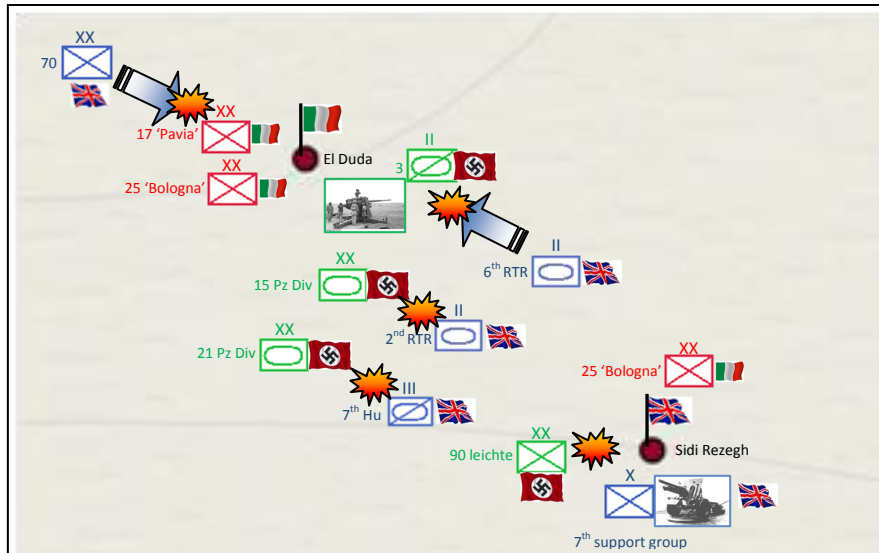 XX
70
XX
17 ‘Pavia’
El Duda
XX
25 ‘Bologna’
II
3
II
6th RTR
XX
15 Pz Div
II
2nd RTR
XX
21 Pz Div
III
7th Hu
XX
25 ‘Bologna’
XX
90 leichte
Sidi Rezegh
X
7th support group